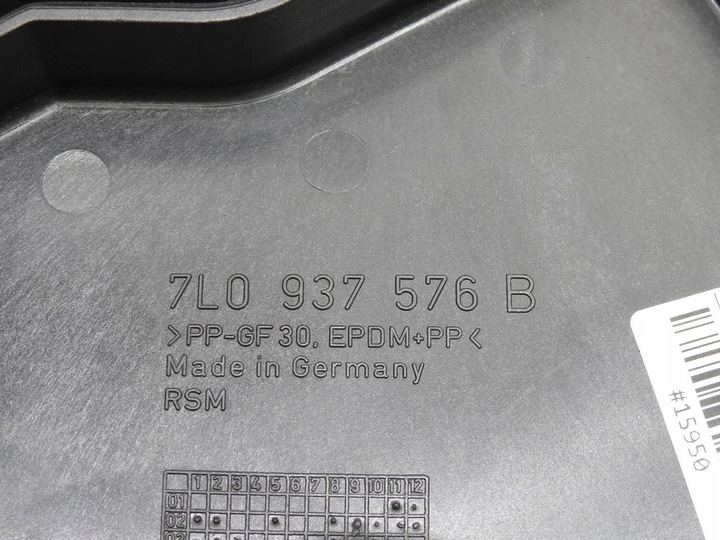 7L0 937 576 B
>PP-GF30, EPDM+PP<
Made in Germany
RSM
1 2 3 4 5 6 7 8 9 10 11 12
01
02
#15950